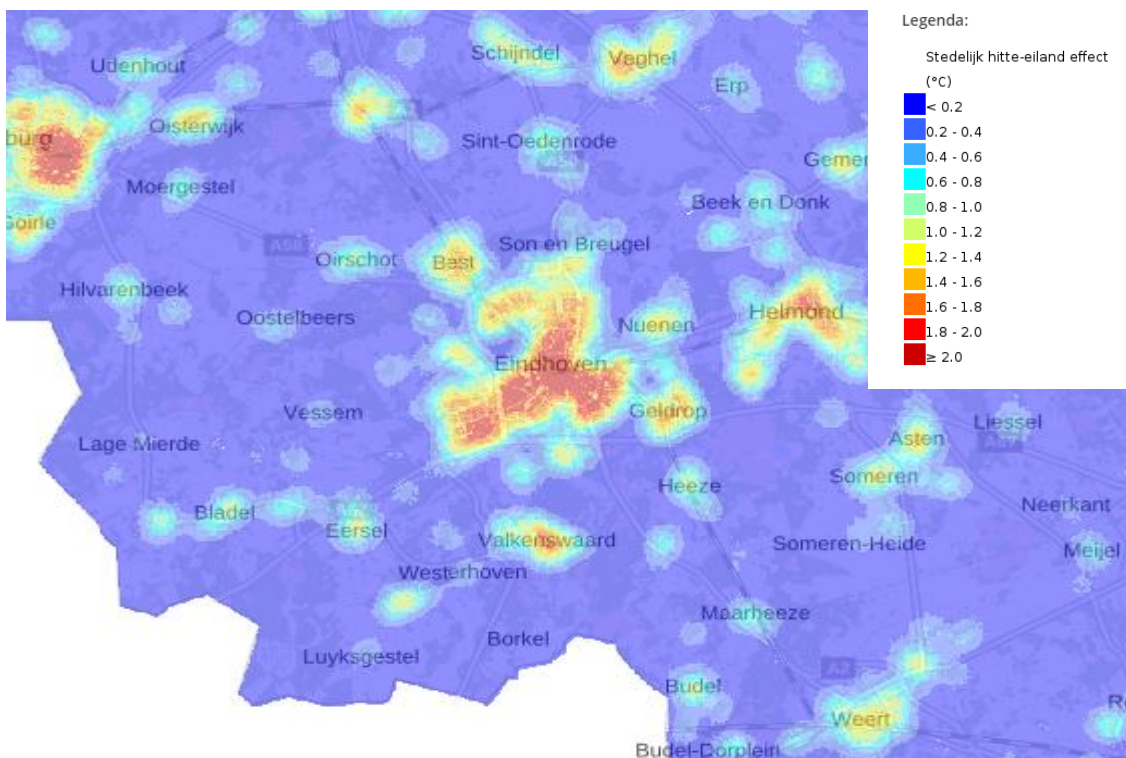 Legenda:
Stedelijk hitte-eiland effect
(°C)
< 0.2
0.2 - 0.4
0.4 - 0.6
0.6 - 0.8
0.8 - 1.0
1.0 - 1.2
1.2 - 1.4
1.4 - 1.6
1.6 - 1.8
1.8 - 2.0
≥ 2.0
Schijndel
Veghel
Udenhout
Erp
Oisterwijk
burg
Sint-Oedenrode
Gemer
Moergestel
Beek en Donk
Goirle
A58
Son en Breugel
Oirschot
Best
Hilvarenbeek
Oostelbeers
Nuenen
Helmond
Eindhoven
Vessem
Geldrop
Liessel
Lage Mierde
Asten
Someren
Heeze
Neerkant
Bladel
Eersel
Valkenswaard
Someren-Heide
Meijel
Westerhoven
Maarheeze
Borkel
Luyksgestel
A2
Budel
Weert
Budel-Dorplein